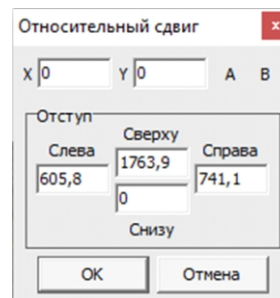 Относительный сдвиг x
X 0 Y 0 A B
Отступ
Сверху
Слева 1763,9 Справа
605,8 0 741,1
Снизу
OK Отмена